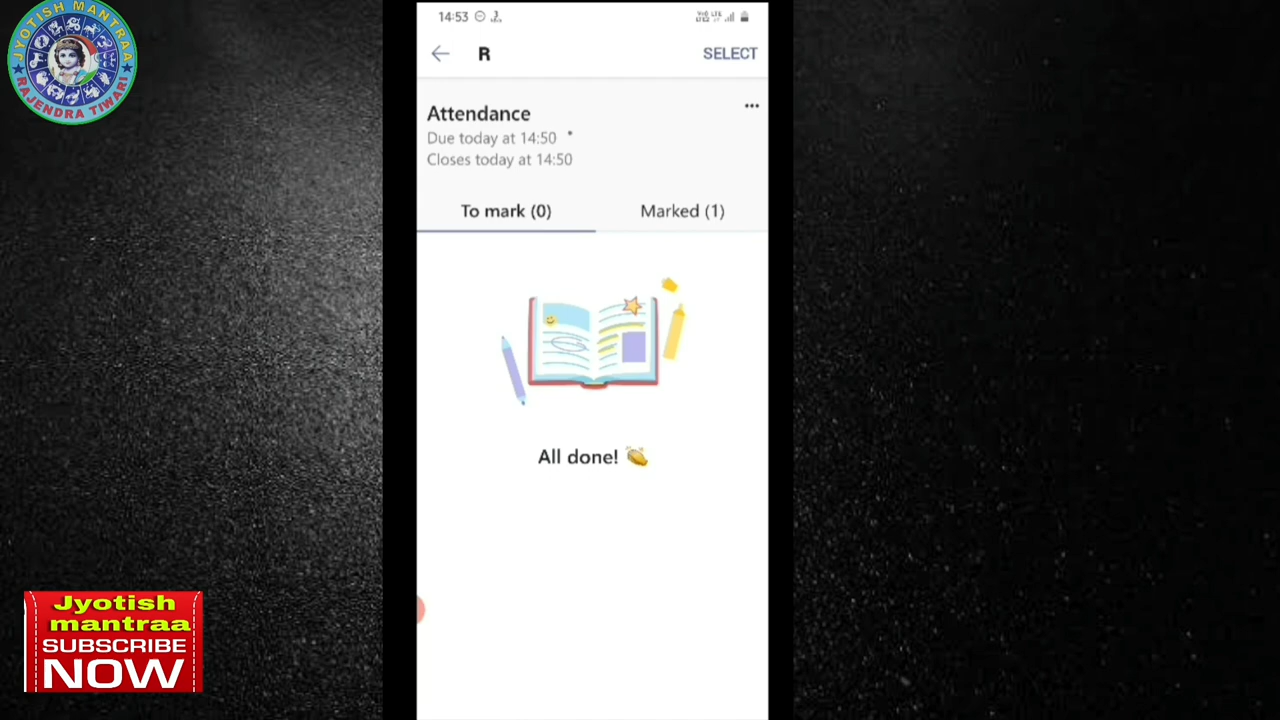 JYOTISH MANTRAA
RAJENDRA TIWARI
14:53
R
SELECT
Attendance
Due today at 14:50
Closes today at 14:50
To mark (0)
Marked (1)
All done!
Jyotish
mantraa
SUBSCRIBE
NOW